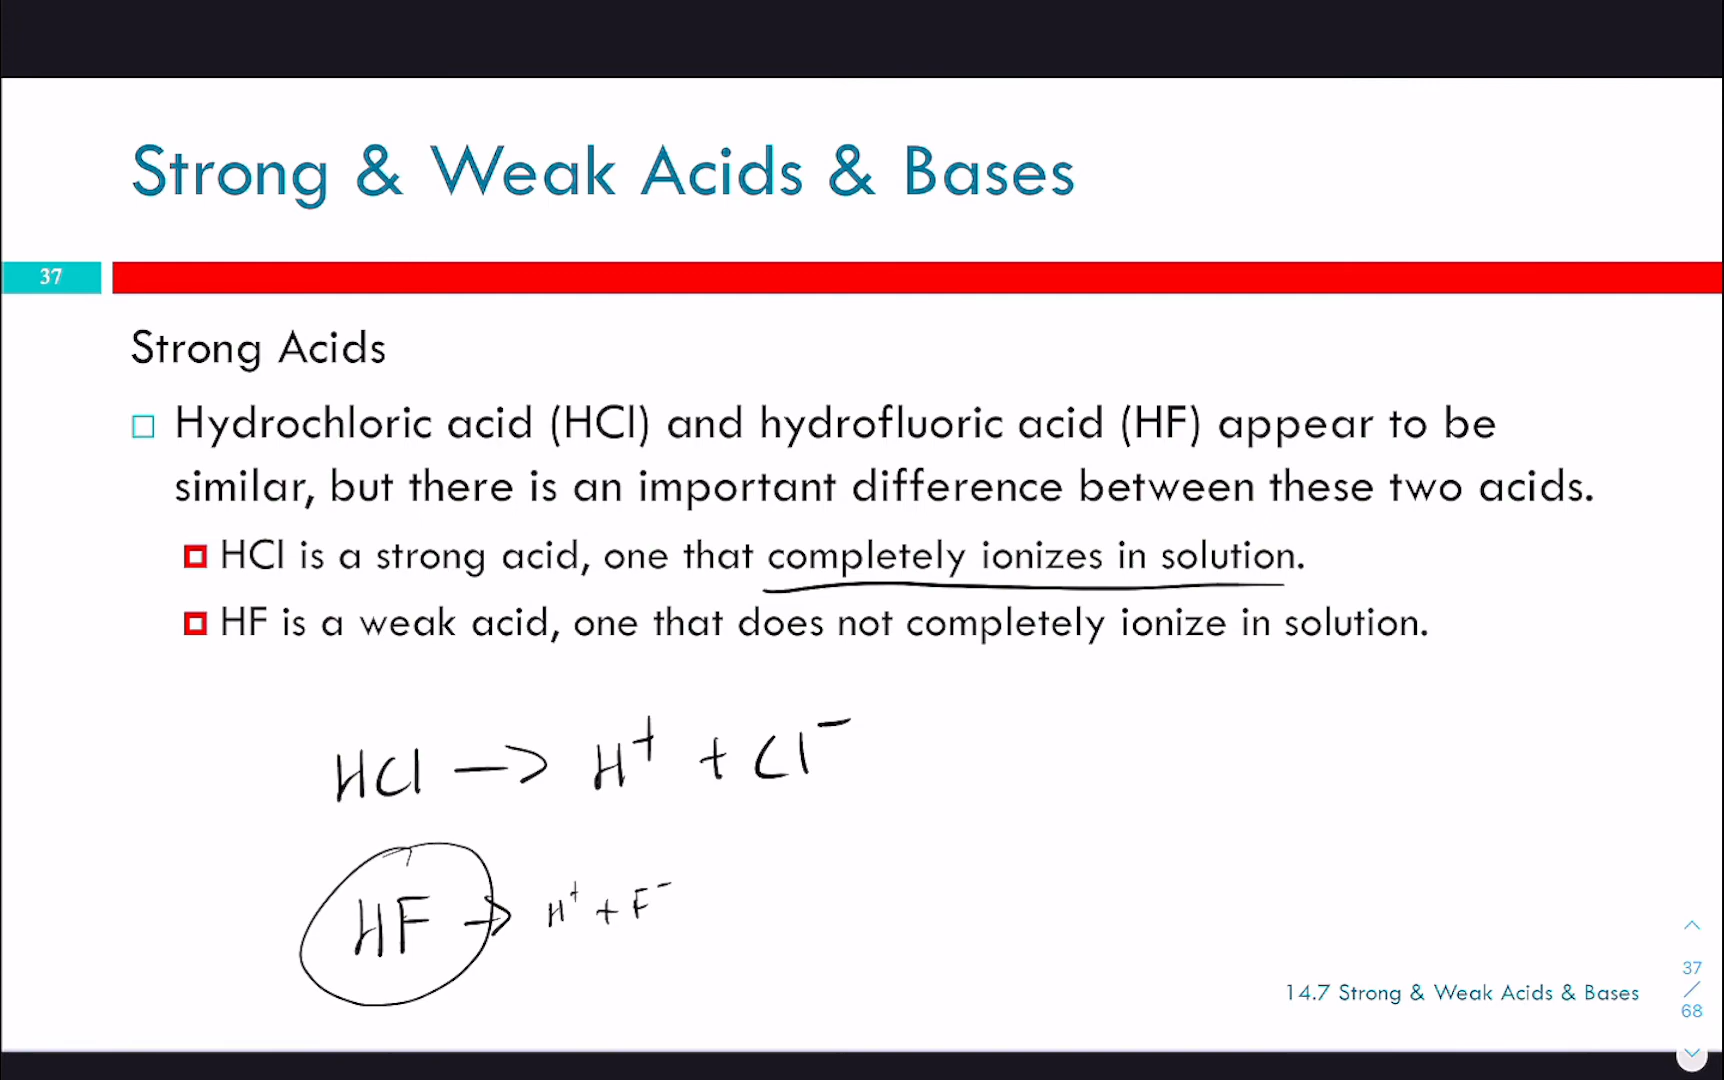 Strong & Weak Acids & Bases
37
Strong Acids
Hydrochloric acid (HCl) and hydrofluoric acid (HF) appear to be
similar, but there is an important difference between these two acids.
HCl is a strong acid, one that completely ionizes in solution.
HF is a weak acid, one that does not completely ionize in solution.
HCl → H⁺ + Cl⁻
HF → H⁺ + F⁻
14.7 Strong & Weak Acids & Bases
37
/
68